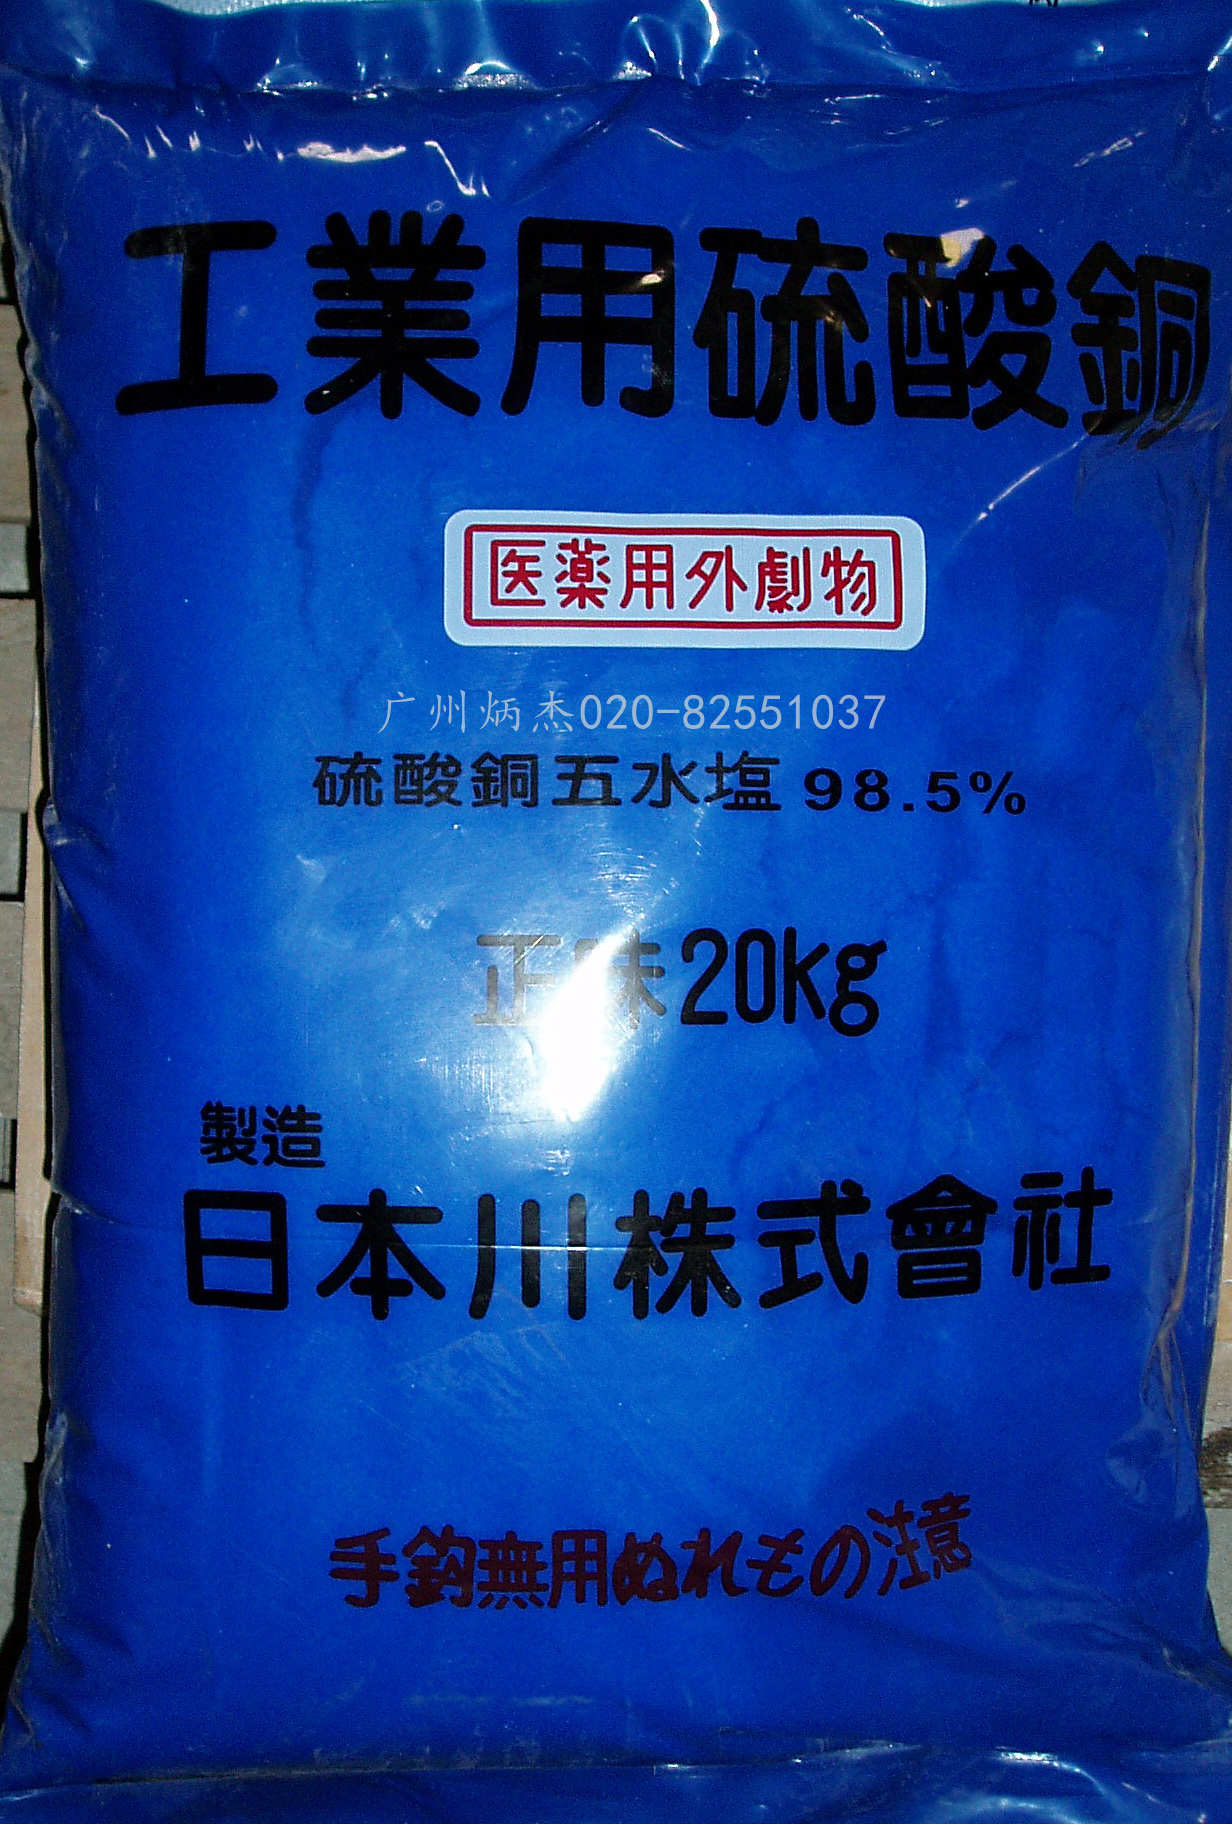 工業用硫酸銅
医薬用外劇物
广州炳杰020-82551037
硫酸銅五水塩 98.5%
正味20kg
製造
日本川株式會社
手鈎無用ぬれもの注意